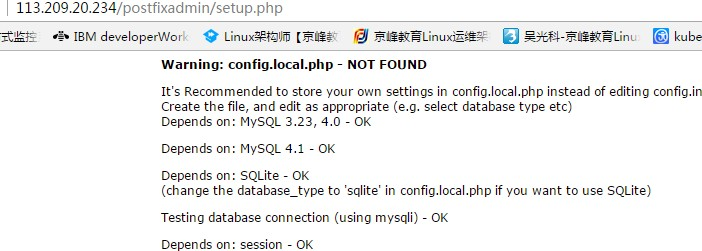 113.209.20.234/postfixadmin/setup.php
式监控 IBM developerWork Linux架构师【京峰 京峰教育Linux运维架 吴光科-京峰教育Linu kube
Warning: config.local.php - NOT FOUND
It's Recommended to store your own settings in config.local.php instead of editing config.in
Create the file, and edit as appropriate (e.g. select database type etc)
Depends on: MySQL 3.23, 4.0 - OK
Depends on: MySQL 4.1 - OK
Depends on: SQLite - OK
(change the database_type to 'sqlite' in config.local.php if you want to use SQLite)
Testing database connection (using mysqli) - OK
Depends on: session - OK